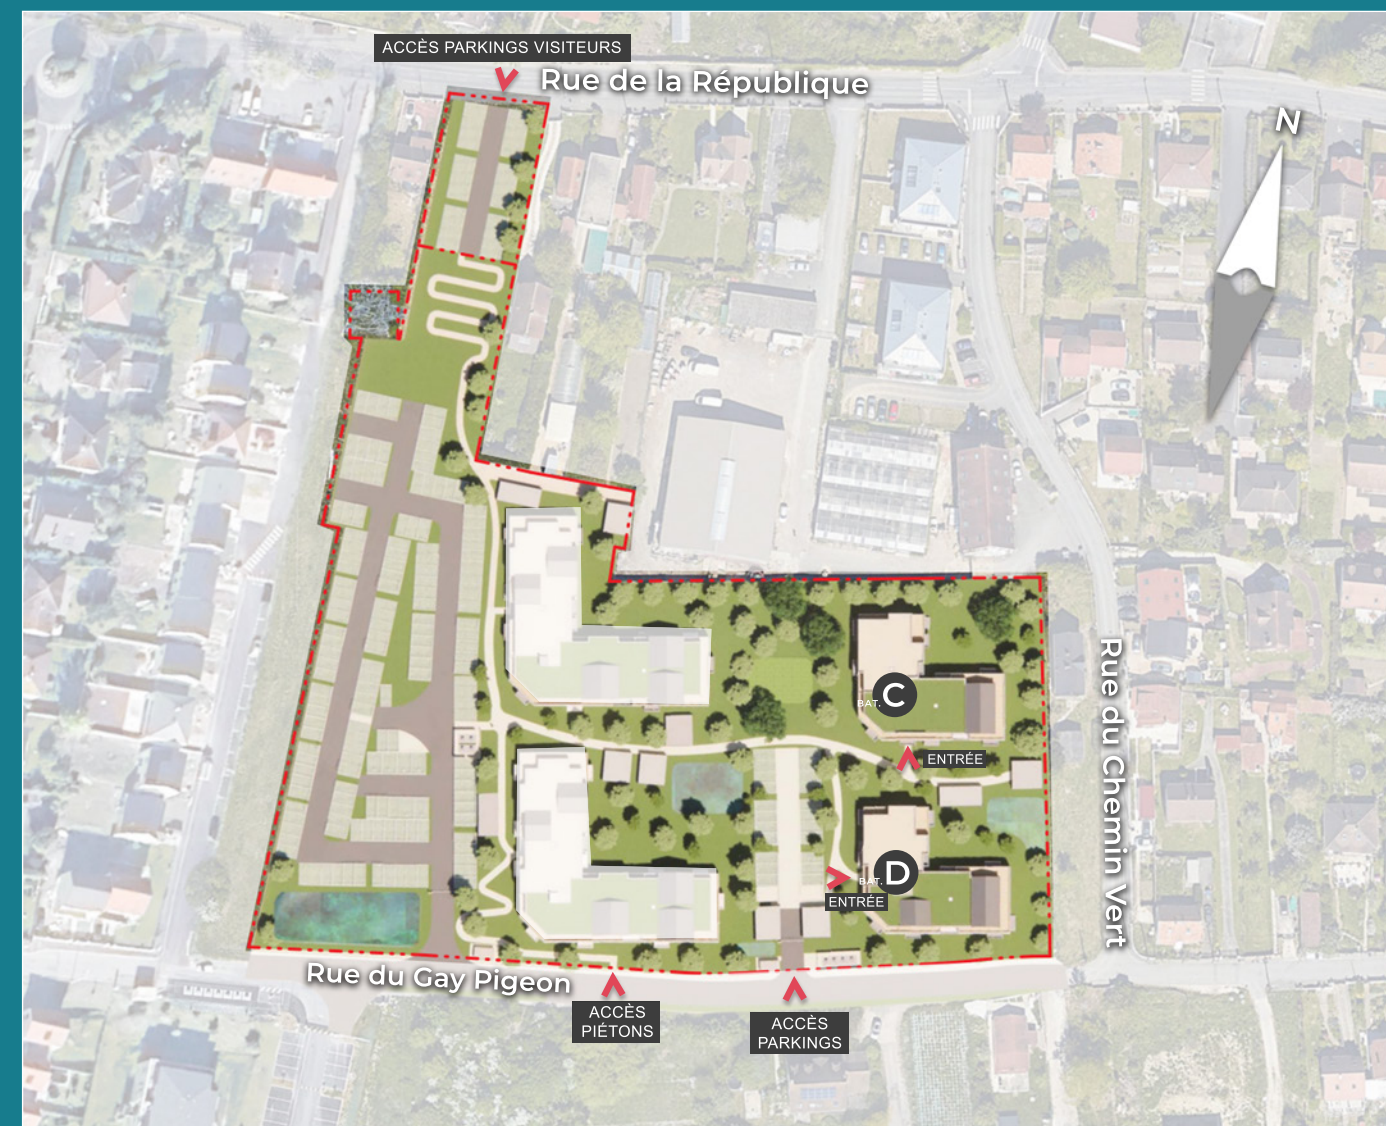 ACCÈS PARKINGS VISITEURS
Rue de la République
N
BAT. C
ENTRÉE
Rue du Chemin Vert
BAT. D
ENTRÉE
Rue du Gay Pigeon
ACCÈS
PIÉTONS
ACCÈS
PARKINGS